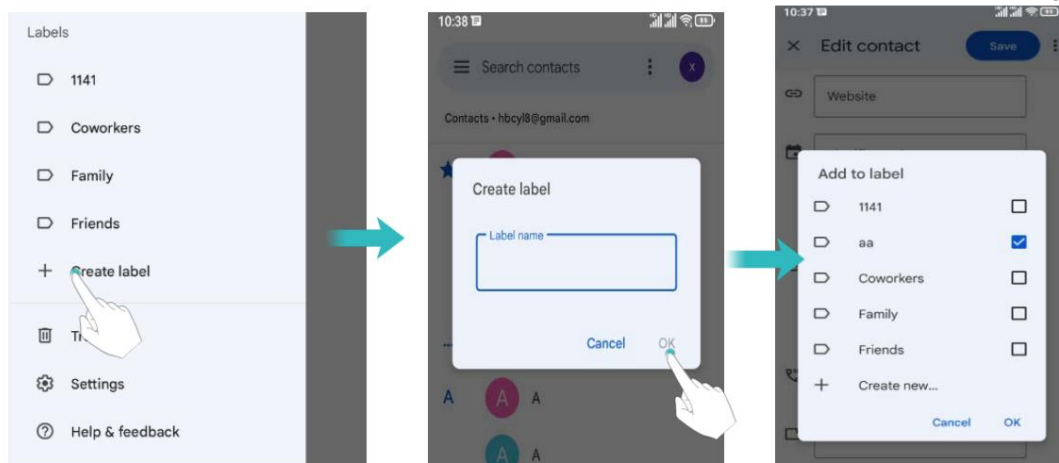 Labels
1141
Coworkers
Family
Friends
Create label
Settings
Help & feedback
10:38
Search contacts
X
Contacts • hbcyl8@gmail.com
Create label
Label name
Cancel OK
A A A
A A
10:37
Edit contact Save
Website
Add to label
1141
aa
Coworkers
Family
Friends
Create new...
Cancel OK